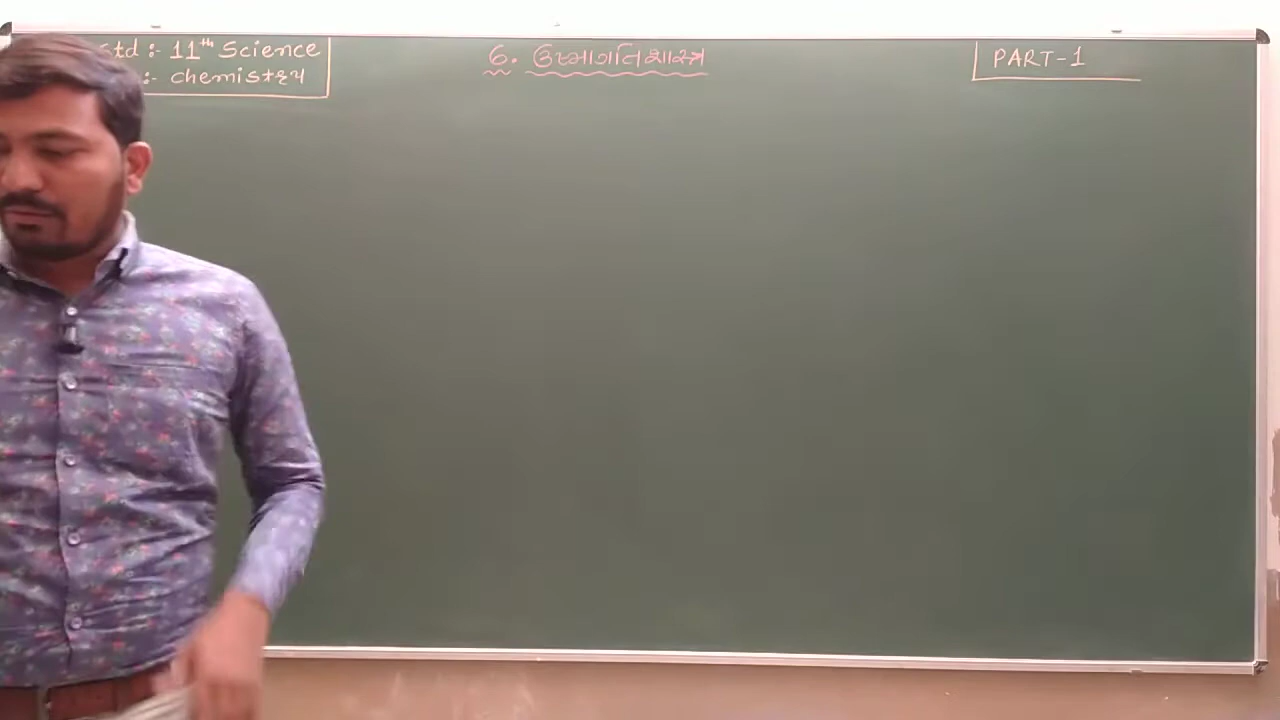 std :- 11th Science
:- chemistry
6. ઉષ્માગતિશાસ્ત્ર
PART-1